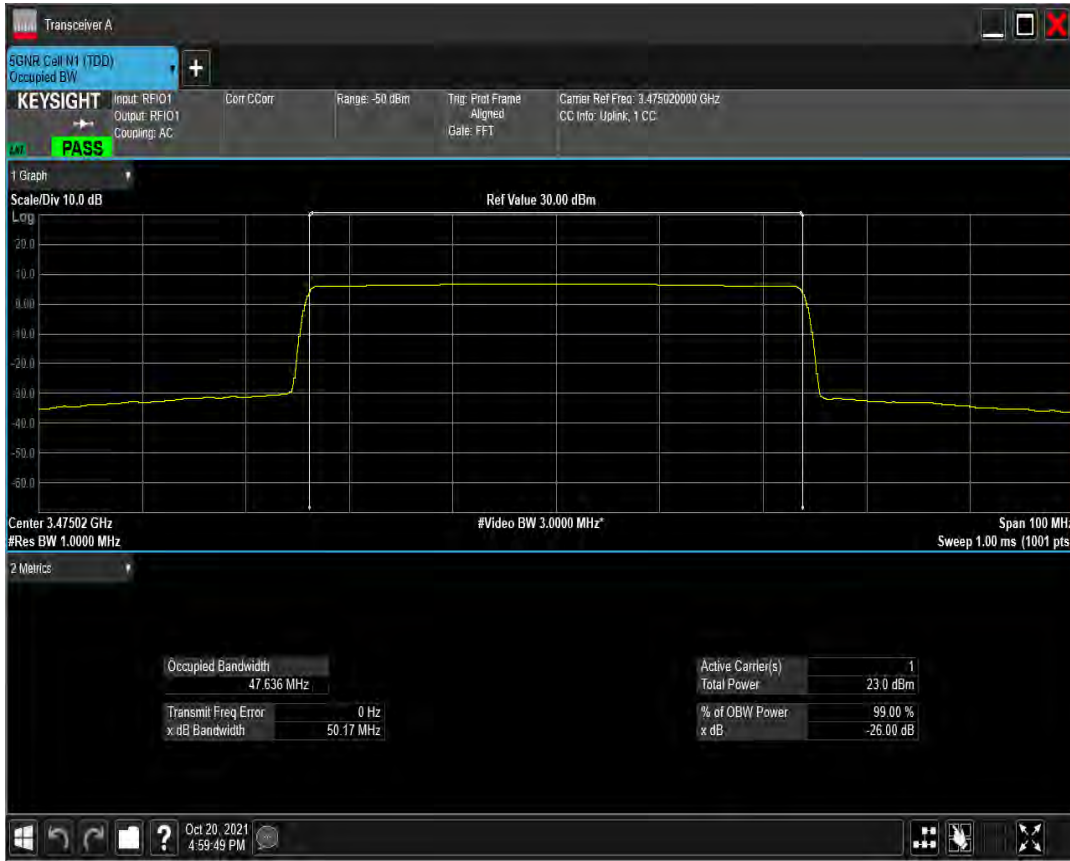 Transceiver A
5GNR Cell N1 (TDD)
Occupied BW
+
KEYSIGHT
Input: RFIO1
Output: RFIO1
Coupling: AC
Corr CCorr
Range: -50 dBm
Trig: Prot Frame
Aligned
Gate: FFT
Carrier Ref Freq: 3.475020000 GHz
CC Info: Uplink, 1 CC
PASS
1 Graph
Scale/Div 10.0 dB
Ref Value 30.00 dBm
Log
20.0
10.0
0.00
-10.0
-20.0
-30.0
-40.0
-50.0
-60.0
Center 3.47502 GHz
#Video BW 3.0000 MHz*
Span 100 MHz
#Res BW 1.0000 MHz
Sweep 1.00 ms (1001 pts
2 Metrics
Occupied Bandwidth
47.636 MHz
Transmit Freq Error 0 Hz
x dB Bandwidth 50.17 MHz
Active Carrier(s) 1
Total Power 23.0 dBm
% of OBW Power 99.00 %
x dB -26.00 dB
?
Oct 20, 2021
4:59:49 PM